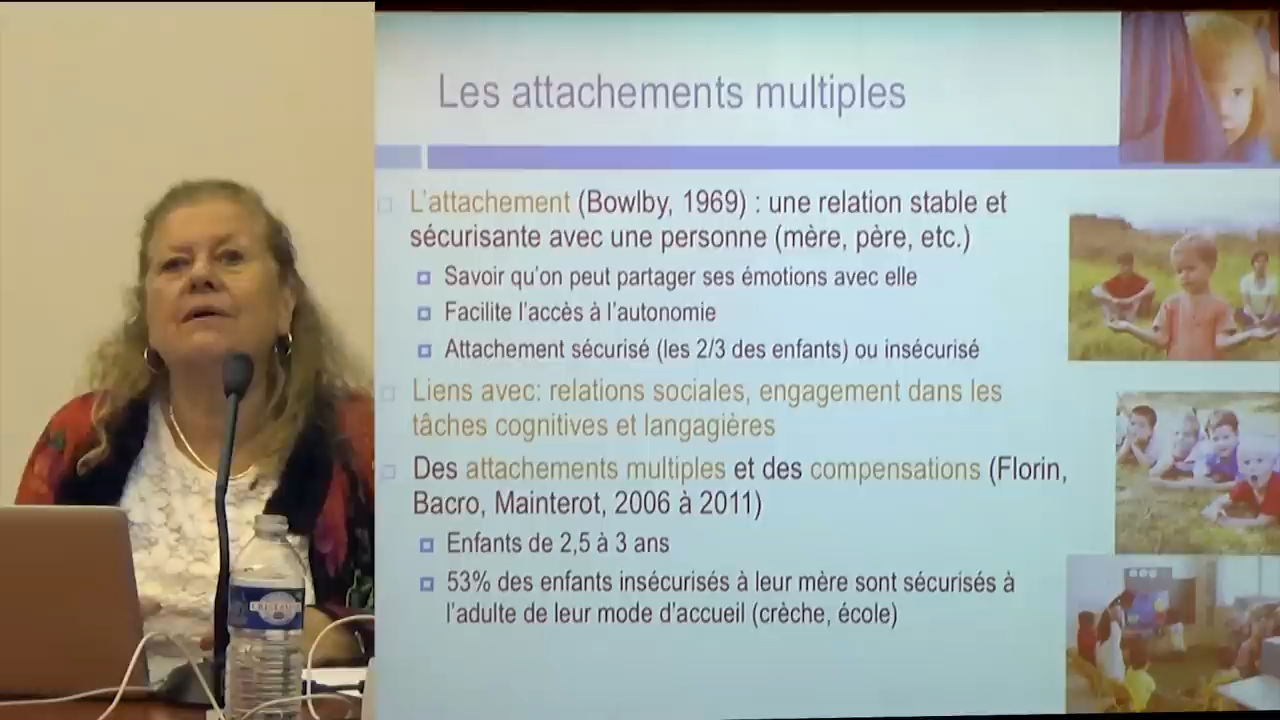 Les attachements multiples
L'attachement (Bowlby, 1969) : une relation stable et
sécurisante avec une personne (mère, père, etc.)
Savoir qu'on peut partager ses émotions avec elle
Facilite l'accès à l'autonomie
Attachement sécurisé (les 2/3 des enfants) ou insécurisé
Liens avec: relations sociales, engagement dans les
tâches cognitives et langagières
Des attachements multiples et des compensations (Florin,
Bacro, Mainterot, 2006 à 2011)
Enfants de 2,5 à 3 ans
53% des enfants insécurisés à leur mère sont sécurisés à
l'adulte de leur mode d'accueil (crèche, école)